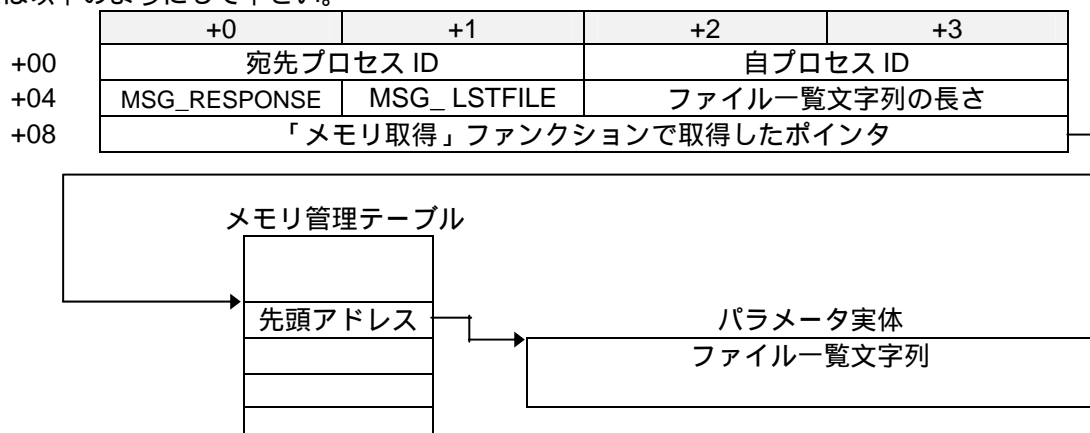 は以下のようにして下さい。
+0 +1 +2 +3
+00 宛先プロセス ID 自プロセス ID
+04 MSG_RESPONSE MSG_ LSTFILE ファイル一覧文字列の長さ
+08 「メモリ取得」ファンクションで取得したポインタ
メモリ管理テーブル
先頭アドレス パラメータ実体
ファイル一覧文字列